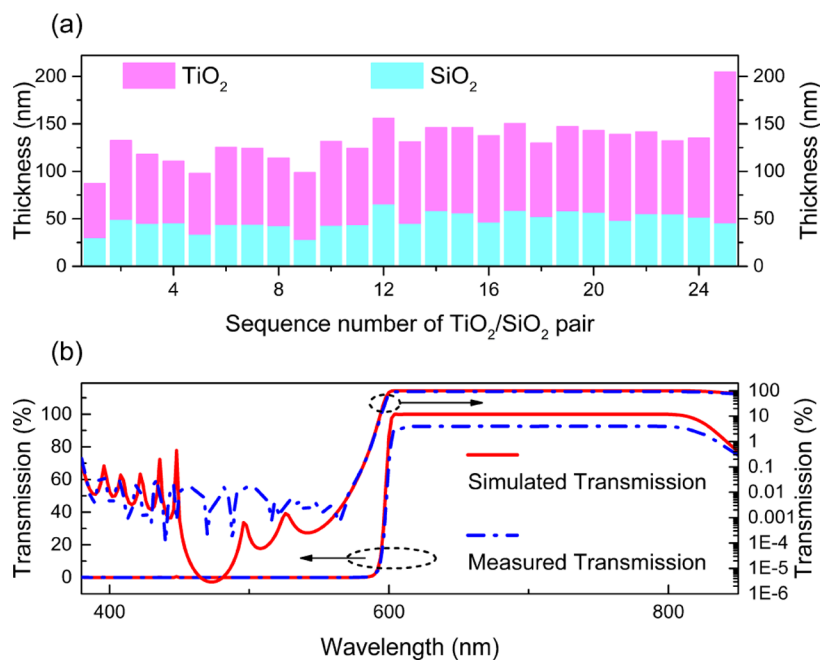 (a)
TiO₂
SiO₂
Thickness (nm)
200
150
100
50
0
Thickness (nm)
200
150
100
50
0
4
8
12
16
20
24
Sequence number of TiO₂/SiO₂ pair
(b)
Transmission (%)
100
80
60
40
20
0
Transmission (%)
100
10
1
0.1
0.01
0.001
1E-4
1E-5
1E-6
Simulated Transmission
Measured Transmission
400
600
800
Wavelength (nm)